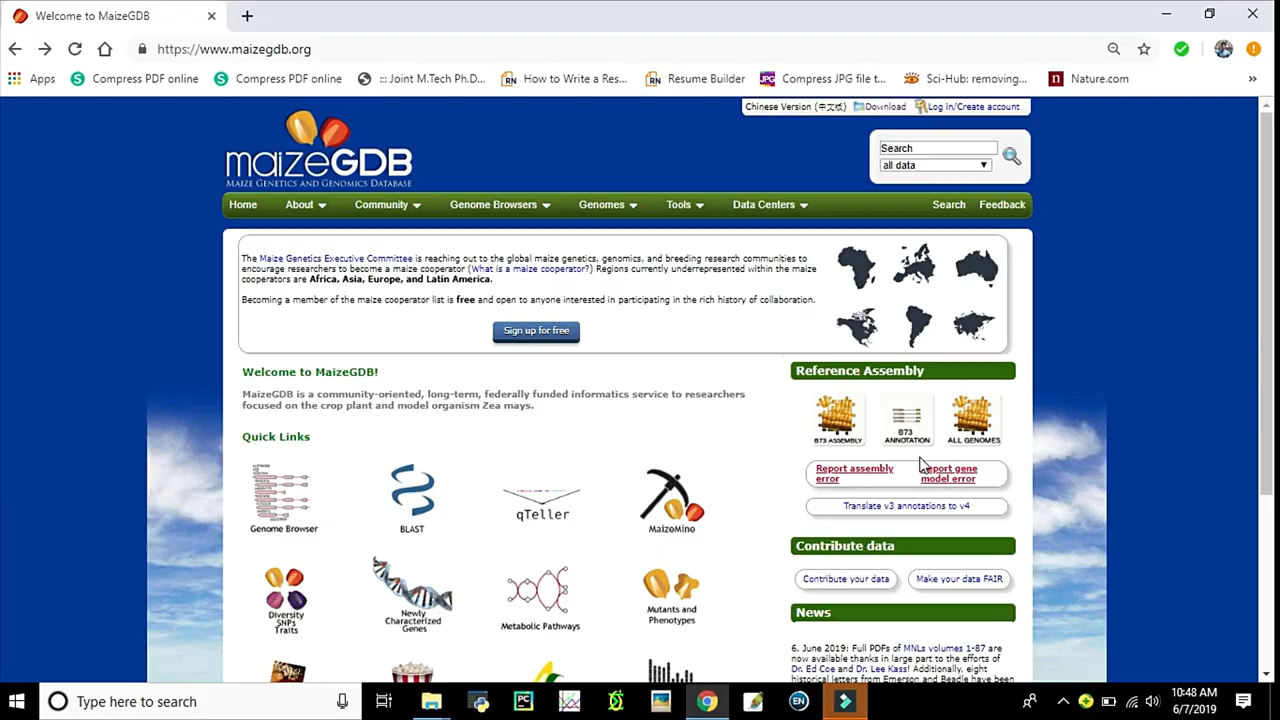 Welcome to MaizeGDB
https://www.maizegdb.org
Apps
Compress PDF online
Compress PDF online
::: Joint M.Tech Ph.D...
How to Write a Res...
Resume Builder
Compress JPG file t...
Sci-Hub: removing...
Nature.com
Chinese Version (中文版) Download Log in/Create account
maizeGDB
MAIZE GENETICS AND GENOMICS DATABASE
Search
all data
Home About Community Genome Browsers Genomes Tools Data Centers Search Feedback
The Maize Genetics Executive Committee is reaching out to the global maize genetics, genomics, and breeding research communities to
encourage researchers to become a maize cooperator (What is a maize cooperator?) Regions currently underrepresented within the maize
cooperators are Africa, Asia, Europe, and Latin America.
Becoming a member of the maize cooperator list is free and open to anyone interested in participating in the rich history of collaboration.
Sign up for free
Welcome to MaizeGDB!
MaizeGDB is a community-oriented, long-term, federally funded informatics service to researchers
focused on the crop plant and model organism Zea mays.
Quick Links
Genome Browser
BLAST
qTeller
MaizeMine
Diversity
SNPs
Traits
Newly
Characterized
Genes
Metabolic Pathways
Mutants and
Phenotypes
Reference Assembly
B73 ASSEMBLY
B73
ANNOTATION
ALL GENOMES
Report assembly
error
Report gene
model error
Translate v3 annotations to v4
Contribute data
Contribute your data
Make your data FAIR
News
6. June 2019: Full PDFs of MNLs volumes 1-87 are
now available thanks in large part to the efforts of
Dr. Ed Coe and Dr. Lee Kass! Additionally, eight
historical letters from Emerson and Beadle have been
Type here to search
PC
EN
10:48 AM
6/7/2019